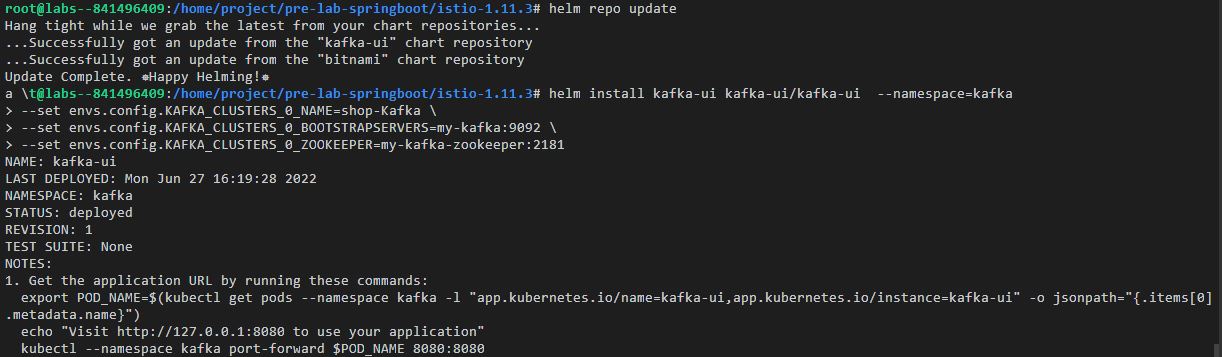 root@labs--841496409:/home/project/pre-lab-springboot/istio-1.11.3# helm repo update
Hang tight while we grab the latest from your chart repositories...
...Successfully got an update from the "kafka-ui" chart repository
...Successfully got an update from the "bitnami" chart repository
Update Complete. ⎈Happy Helming!⎈
a \t@labs--841496409:/home/project/pre-lab-springboot/istio-1.11.3# helm install kafka-ui kafka-ui/kafka-ui  --namespace=kafka
> --set envs.config.KAFKA_CLUSTERS_0_NAME=shop-Kafka \
> --set envs.config.KAFKA_CLUSTERS_0_BOOTSTRAPSERVERS=my-kafka:9092 \
> --set envs.config.KAFKA_CLUSTERS_0_ZOOKEEPER=my-kafka-zookeeper:2181
NAME: kafka-ui
LAST DEPLOYED: Mon Jun 27 16:19:28 2022
NAMESPACE: kafka
STATUS: deployed
REVISION: 1
TEST SUITE: None
NOTES:
1. Get the application URL by running these commands:
  export POD_NAME=$(kubectl get pods --namespace kafka -l "app.kubernetes.io/name=kafka-ui,app.kubernetes.io/instance=kafka-ui" -o jsonpath="{.items[0]
.metadata.name}")
  echo "Visit http://127.0.0.1:8080 to use your application"
  kubectl --namespace kafka port-forward $POD_NAME 8080:8080